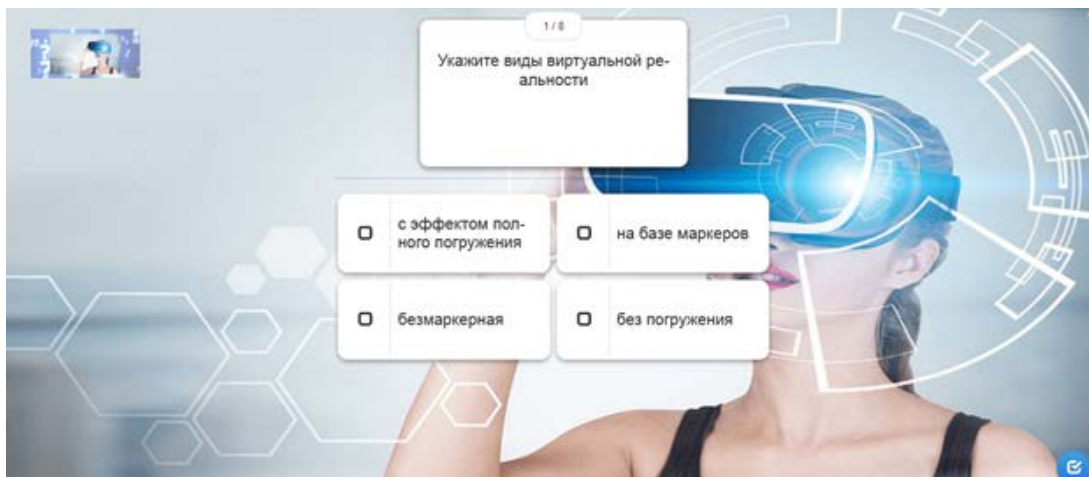 1 / 8
Укажите виды виртуальной ре-
альности
с эффектом пол-
ного погружения
на базе маркеров
безмаркерная
без погружения